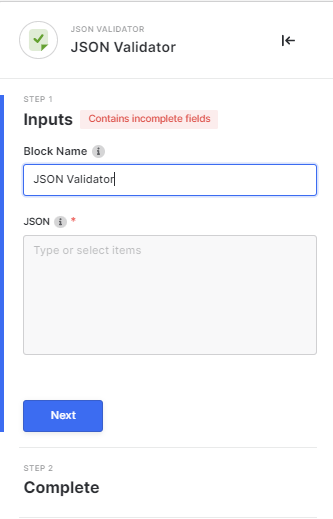 JSON VALIDATOR
JSON Validator
STEP 1
Inputs Contains incomplete fields
Block Name i
JSON Validator
JSON i *
Type or select items
Next
STEP 2
Complete